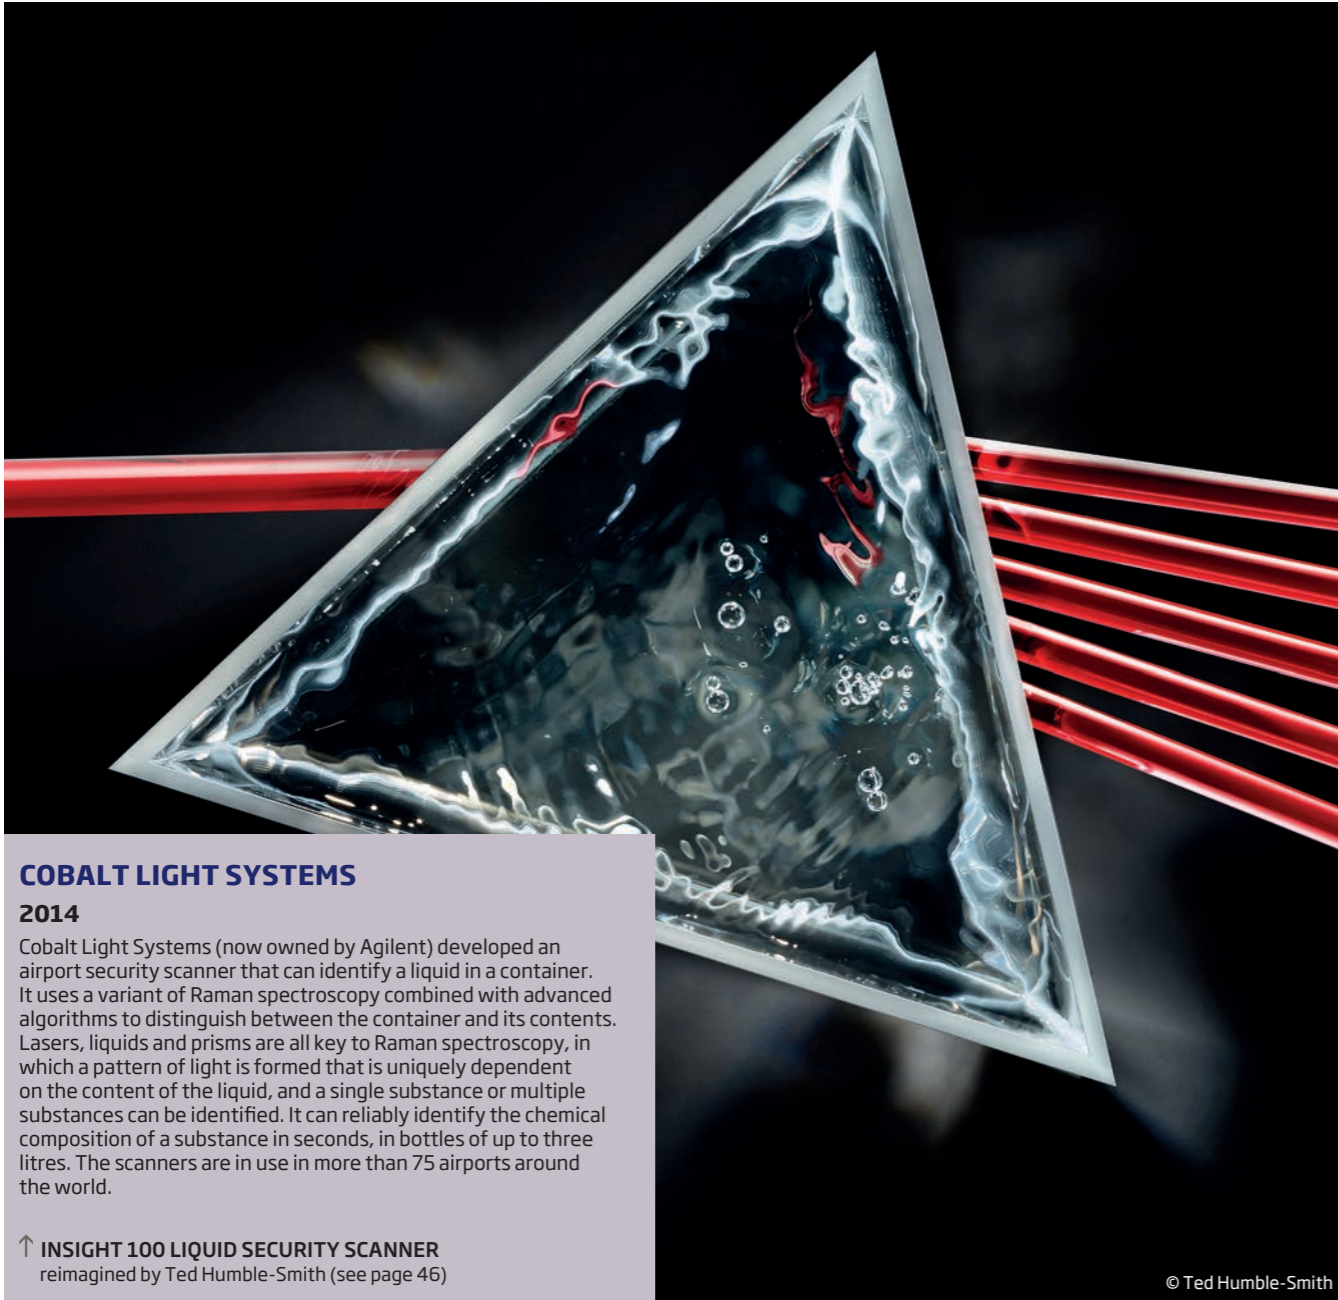 COBALT LIGHT SYSTEMS
2014
Cobalt Light Systems (now owned by Agilent) developed an
airport security scanner that can identify a liquid in a container.
It uses a variant of Raman spectroscopy combined with advanced
algorithms to distinguish between the container and its contents.
Lasers, liquids and prisms are all key to Raman spectroscopy, in
which a pattern of light is formed that is uniquely dependent
on the content of the liquid, and a single substance or multiple
substances can be identified. It can reliably identify the chemical
composition of a substance in seconds, in bottles of up to three
litres. The scanners are in use in more than 75 airports around
the world.
↑ INSIGHT 100 LIQUID SECURITY SCANNER
reimagined by Ted Humble-Smith (see page 46)
© Ted Humble-Smith